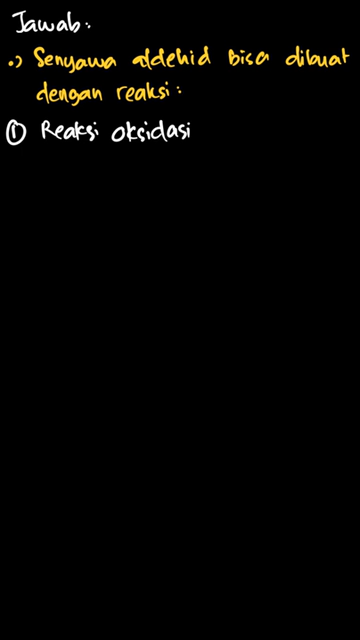 Jawab:
•) Senyawa aldehid bisa dibuat
dengan reaksi:
① Reaksi oksidasi